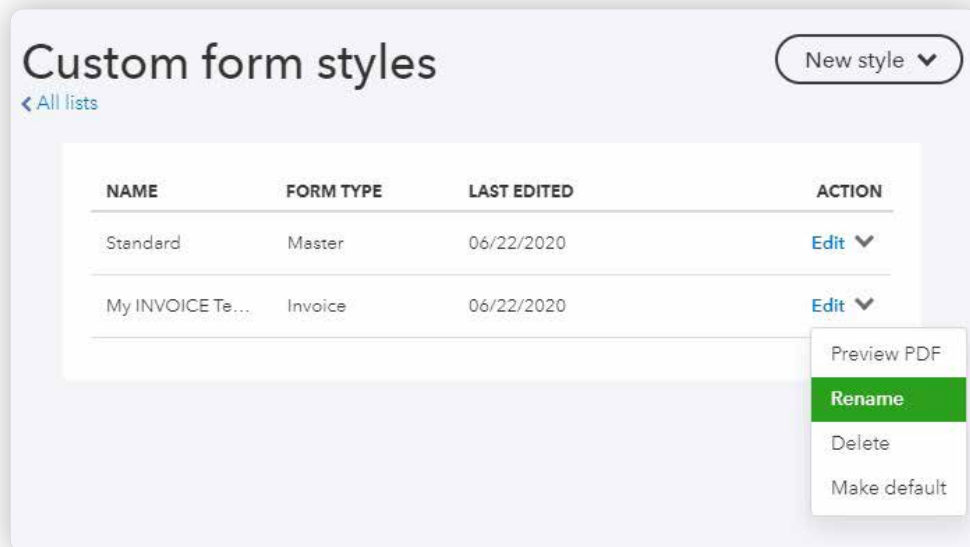 Custom form styles
New style
All lists
NAME FORM TYPE LAST EDITED ACTION
Standard Master 06/22/2020 Edit
My INVOICE Te... Invoice 06/22/2020 Edit
Preview PDF
Rename
Delete
Make default